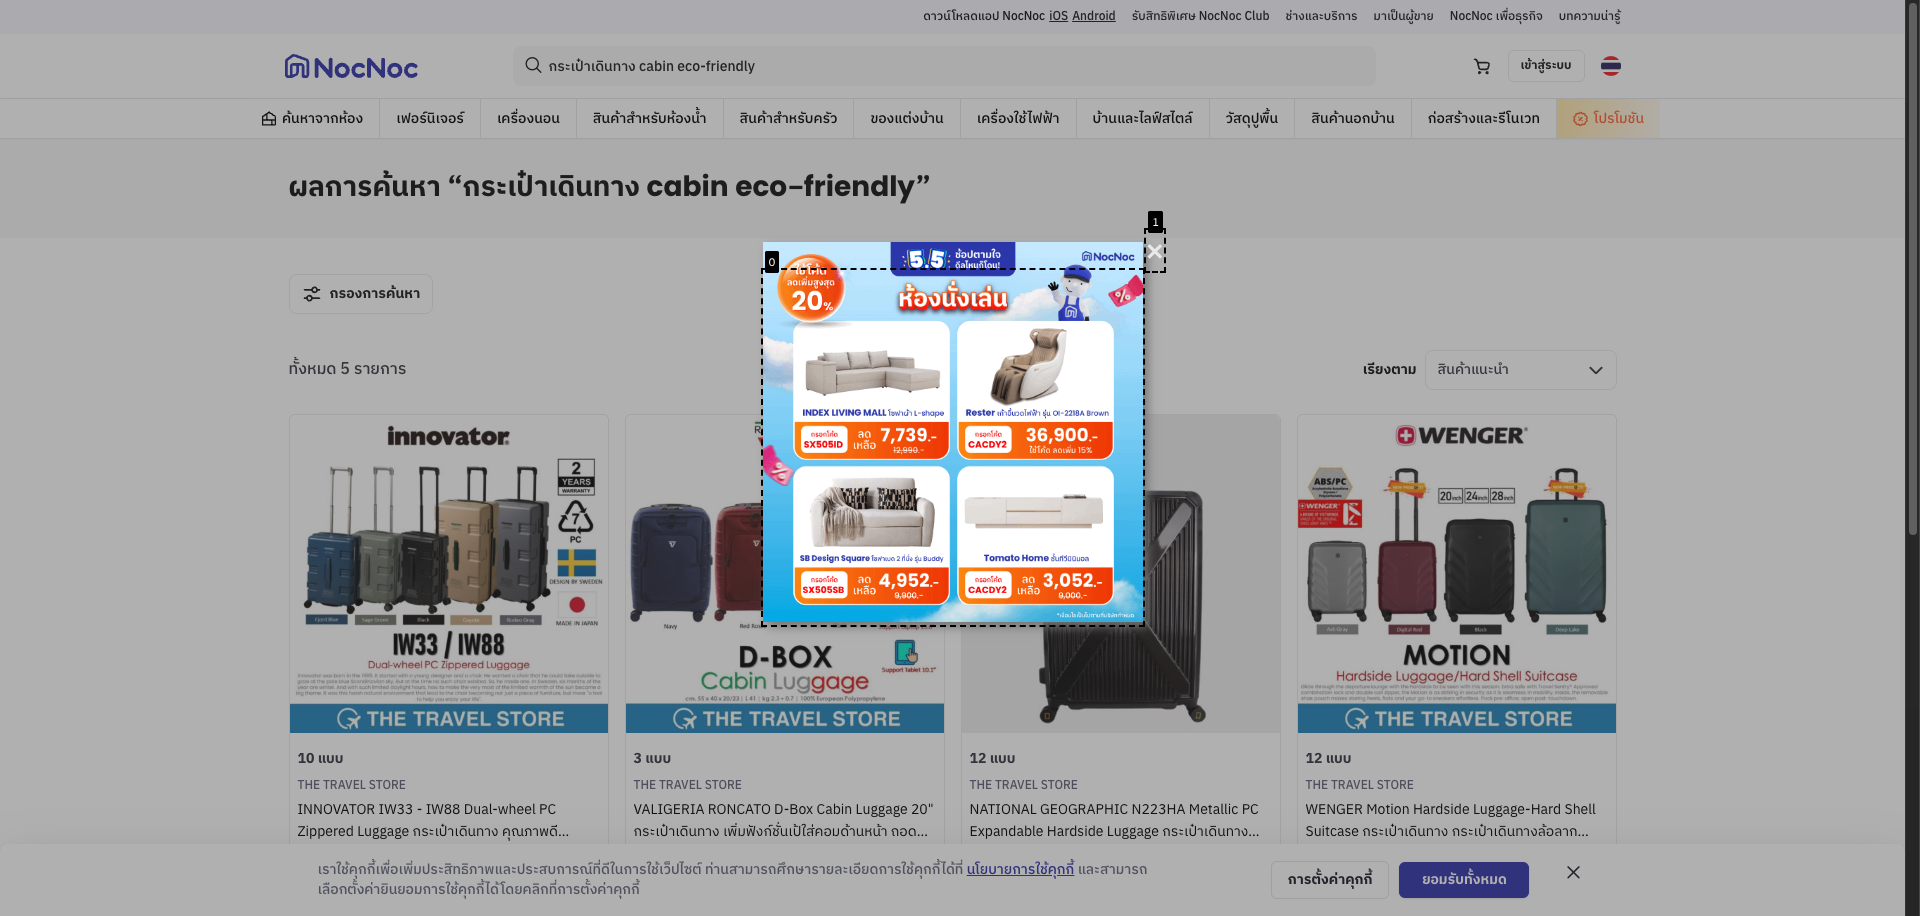 ดาวน์โหลดแอป NocNoc iOS Android รับสิทธิพิเศษ NocNoc Club ช่างและบริการ มาเป็นผู้ขาย NocNoc เพื่อธุรกิจ บทความน่ารู้
NocNoc
กระเป๋าเดินทาง cabin eco-friendly
เข้าสู่ระบบ
ค้นหาจากห้อง เฟอร์นิเจอร์ เครื่องนอน สินค้าสำหรับห้องน้ำ สินค้าสำหรับครัว ของแต่งบ้าน เครื่องใช้ไฟฟ้า บ้านและไลฟ์สไตล์ วัสดุปูพื้น สินค้านอกบ้าน ก่อสร้างและรีโนเวท โปรโมชัน
ผลการค้นหา “กระเป๋าเดินทาง cabin eco-friendly”
1
0
ใช้โค้ด
ลดเพิ่มสูงสุด
20%
5.5 ช้อปตามใจ
ดีลไหนก็โดน!
NocNoc
ห้องนั่งเล่น
INDEX LIVING MALL โซฟาผ้า L-shape
กรอกโค้ด
SX505ID
ลดเหลือ 7,739.-
12,990.-
Rester เก้าอี้นวดไฟฟ้า รุ่น OI-2218A Brown
กรอกโค้ด
CACDY2
36,900.-
ใช้โค้ด ลดเพิ่ม 15%
SB Design Square โซฟาเบด 2 ที่นั่ง รุ่น Buddy
กรอกโค้ด
SX505SB
ลดเหลือ 4,952.-
9,900.-
Tomato Home ชั้นทีวีมินิมอล
กรอกโค้ด
CACDY2
ลดเหลือ 3,052.-
9,000.-
*เงื่อนไขเป็นไปตามที่บริษัทกำหนด
กรองการค้นหา
ทั้งหมด 5 รายการ
เรียงตาม สินค้าแนะนำ
innovator
2 YEARS
WARRANTY
7
PC
DESIGN BY SWEDEN
MADE IN JAPAN
Fjord Blue Sage Green Black Coyote Rodeo Gray
IW33 / IW88
Dual-wheel PC Zippered Luggage
THE TRAVEL STORE
R
Navy Red Ro
Support Tablet 10.1"
D-BOX
Cabin Luggage
cm. 55 x 40 x 20/23 | L 41 | kg 2.3 + 0.7 | 100% European Polypropylene
THE TRAVEL STORE
WENGER
ABS/PC
WENGER
20inch 24inch 28inch
Ash Gray Digital Red Black Deep Lake
MOTION
Hardside Luggage/Hard Shell Suitcase
THE TRAVEL STORE
10 แบบ
THE TRAVEL STORE
INNOVATOR IW33 - IW88 Dual-wheel PC
Zippered Luggage กระเป๋าเดินทาง คุณภาพดี...
3 แบบ
THE TRAVEL STORE
VALIGERIA RONCATO D-Box Cabin Luggage 20"
กระเป๋าเดินทาง เพิ่มฟังก์ชั่นเป้ใส่คอมด้านหน้า ถอด...
12 แบบ
THE TRAVEL STORE
NATIONAL GEOGRAPHIC N223HA Metallic PC
Expandable Hardside Luggage กระเป๋าเดินทาง...
12 แบบ
THE TRAVEL STORE
WENGER Motion Hardside Luggage-Hard Shell
Suitcase กระเป๋าเดินทาง กระเป๋าเดินทางล้อลาก...
เราใช้คุกกี้เพื่อเพิ่มประสิทธิภาพและประสบการณ์ที่ดีในการใช้เว็บไซต์ ท่านสามารถศึกษารายละเอียดการใช้คุกกี้ได้ที่ นโยบายการใช้คุกกี้ และสามารถ
เลือกตั้งค่ายินยอมการใช้คุกกี้ได้โดยคลิกที่การตั้งค่าคุกกี้
การตั้งค่าคุกกี้
ยอมรับทั้งหมด